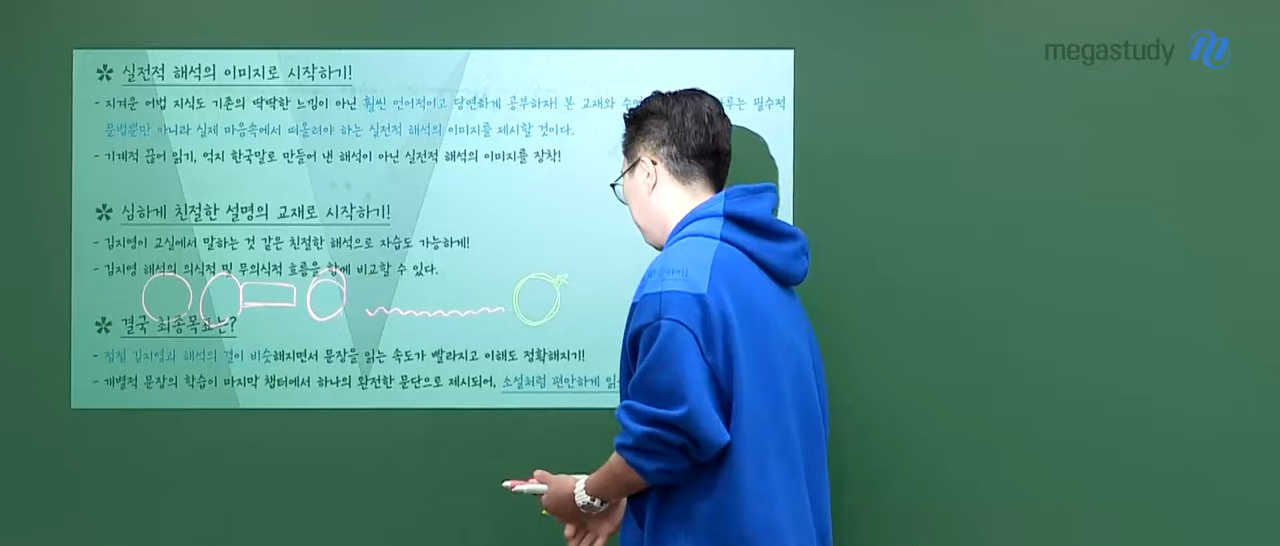 megastudy
✲ 실전적 해석의 이미지로 시작하기!
- 지겨운 어법 지식도 기존의 딱딱한 느낌이 아닌 훨씬 언어적이고 당연하게 공부하자! 본 교재와 루는 필수적
문법뿐만 아니라 실제 마음속에서 떠올려야 하는 실전적 해석의 이미지를 제시할 것이다.
- 기계적 끊어 읽기, 억지 한국말로 만들어 낸 해석이 아닌 실전적 해석의 이미지를 장착!
✲ 심하게 친절한 설명의 교재로 시작하기!
- 김지영이 교실에서 말하는 것 같은 친절한 해석으로 자습도 가능하게!
- 김지영 해석의 의식적 및 무의식적 흐름을 함께 비교할 수 있다.
✲ 결국 최종목표는?
- 점점 김지영과 해석의 결이 비슷해지면서 문장을 읽는 속도가 빨라지고 이해도 정확해지기!
- 개별적 문장의 학습이 마지막 챕터에서 하나의 완전한 문단으로 제시되어, 소설처럼 편안하게